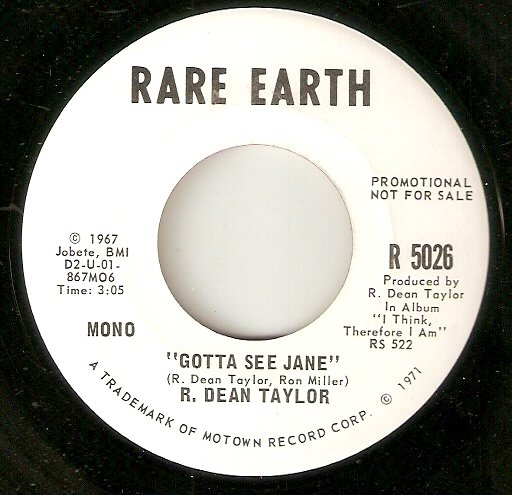 RARE EARTH
PROMOTIONAL
NOT FOR SALE
© 1967
Jobete, BMI
D2-U-01-
867MO6
Time: 3:05
MONO
R 5026
Produced by
R. Dean Taylor
In Album
"I Think,
Therefore I Am"
RS 522
"GOTTA SEE JANE"
(R. Dean Taylor, Ron Miller)
R. DEAN TAYLOR
A TRADEMARK OF MOTOWN RECORD CORP. © 1971